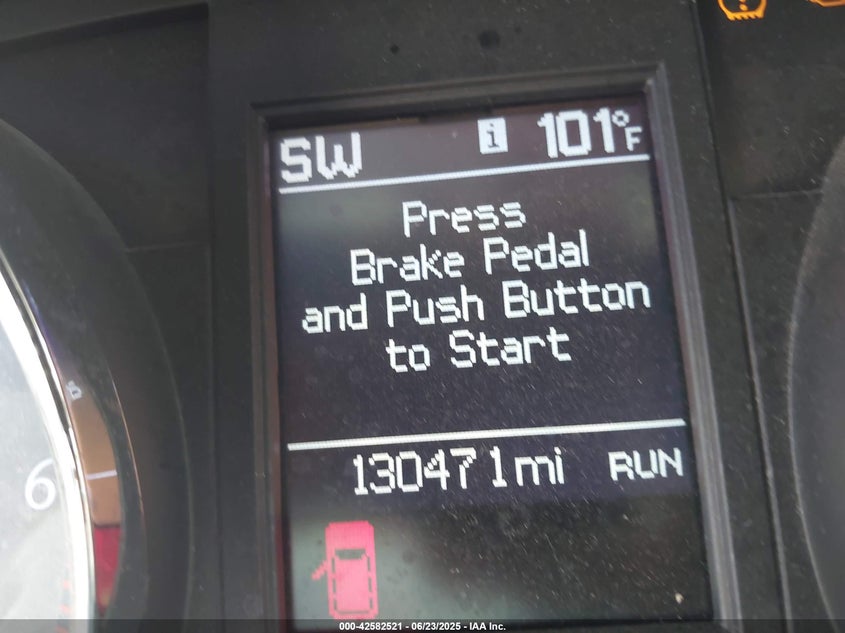 SW i 101°F
Press
Brake Pedal
and Push Button
to Start
130471mi RUN
6
000-42582521 - 06/23/2025 - IAA Inc.